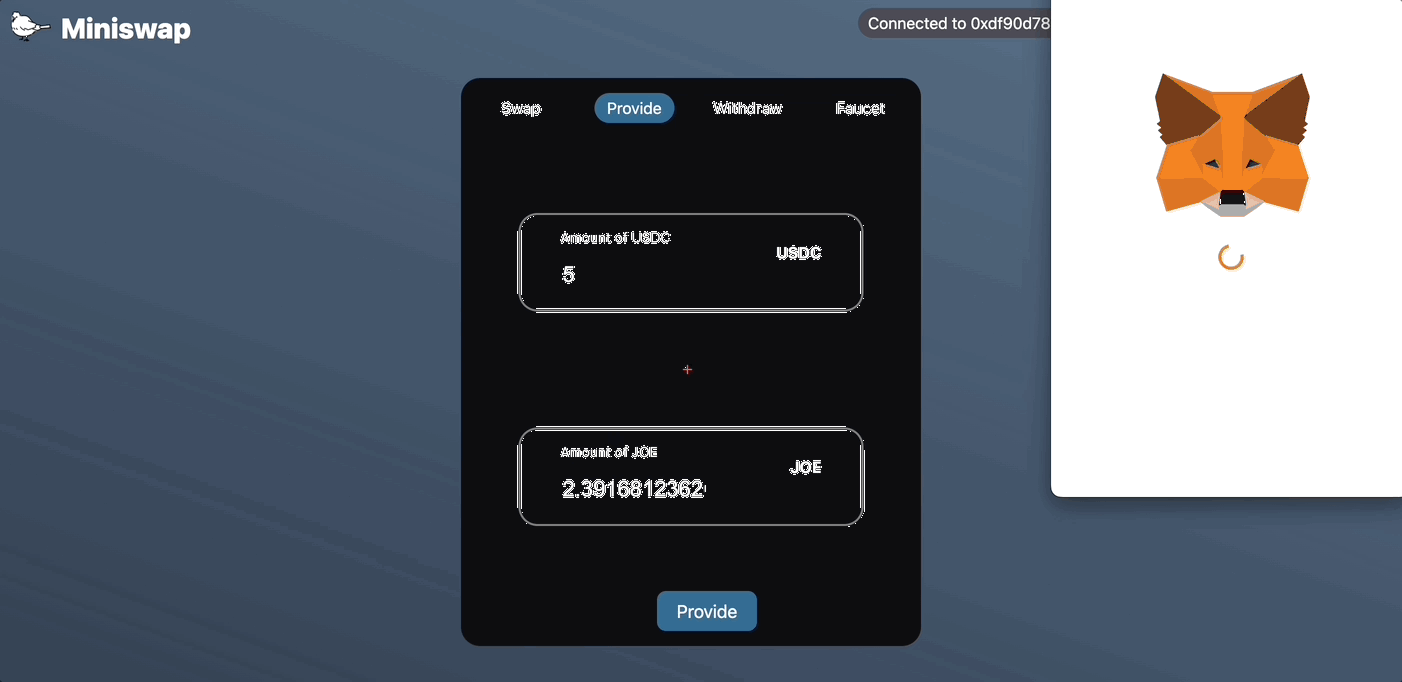 Miniswap
Connected to 0xdf90d78
Swap
Provide
Withdraw
Faucet
Amount of USDC
USDC
5
+
Amount of JOE
JOE
2.3916812362
Provide